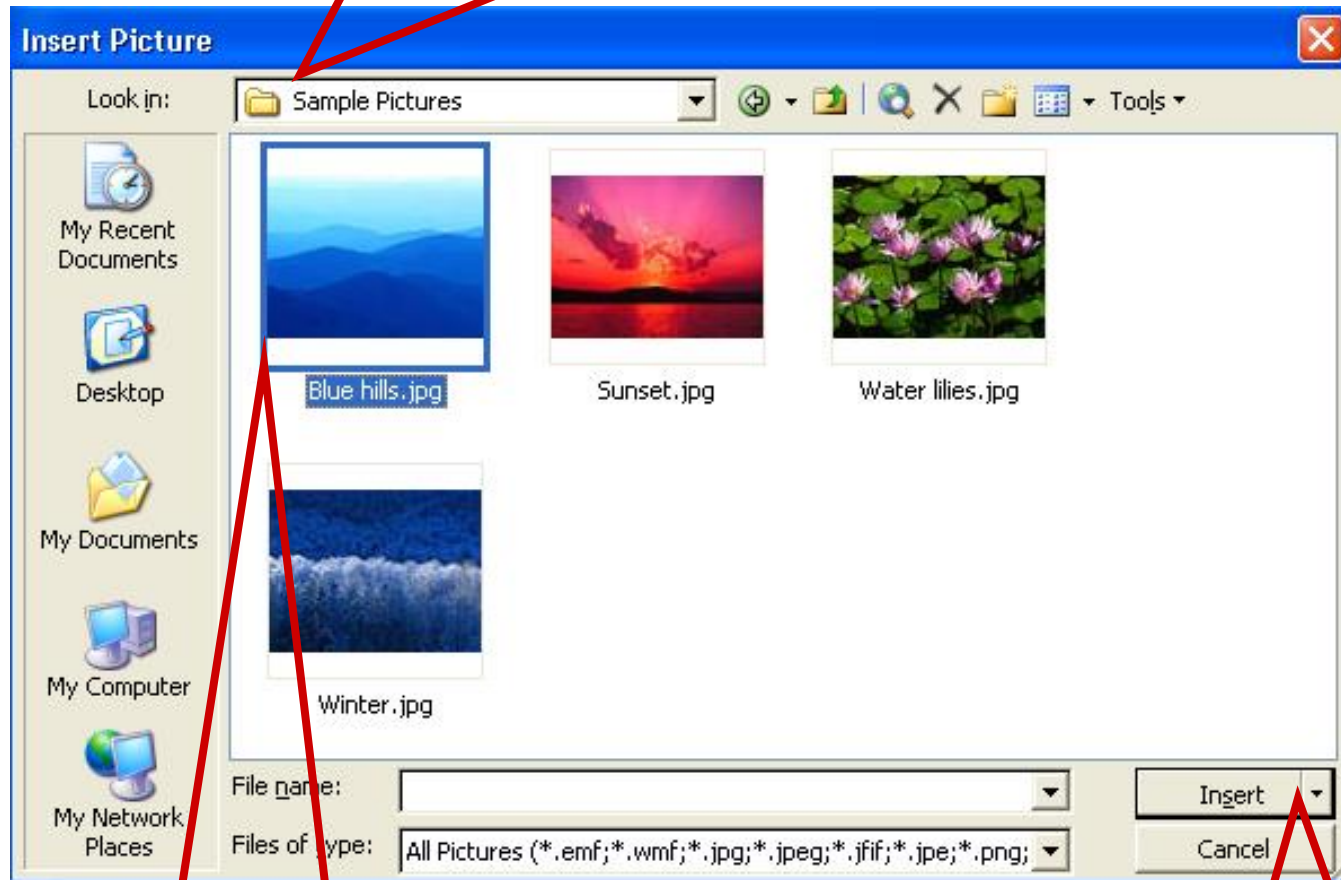 Insert Picture
Look in:
Sample Pictures
Tools
My Recent
Documents
Desktop
My Documents
My Computer
My Network
Places
Blue hills.jpg
Sunset.jpg
Water lilies.jpg
Winter.jpg
File name:
Insert
Files of type:
All Pictures (*.emf;*.wmf;*.jpg;*.jpeg;*.jfif;*.jpe;*.png;
Cancel